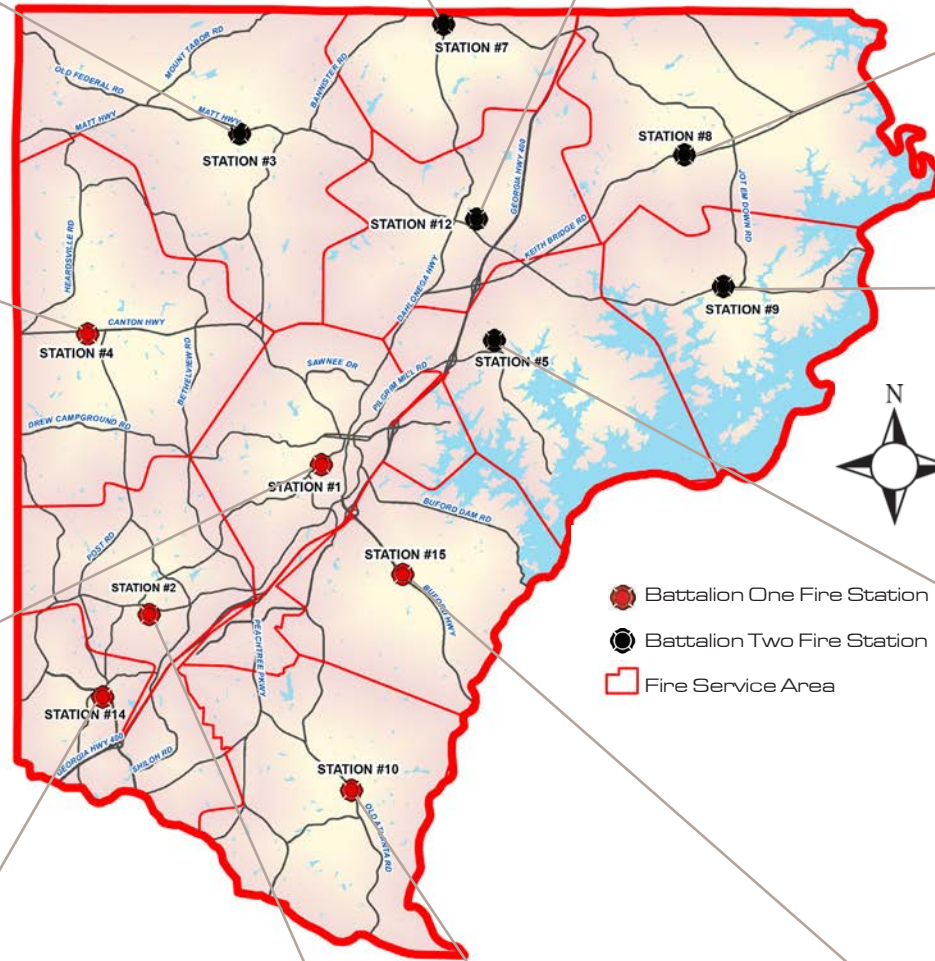 STATION #7
MOUNT TABOR RD
BANNISTER RD
OLD FEDERAL RD
MATT HWY
MATT HWY
STATION #3
STATION #8
GEORGIA HWY 400
JOT EM DOWN RD
STATION #12
KEITH BRIDGE RD
HEARDSVILLE RD
DAHLONEGA HWY
STATION #9
CANTON HWY
STATION #4
STATION #5
SAWNEE DR
PILGRIM MILL RD
BETHELVIEW RD
N
DREW CAMPGROUND RD
STATION #1
BUFORD DAM RD
POST RD
STATION #15
STATION #2
BUFORD HWY
Battalion One Fire Station
Battalion Two Fire Station
Fire Service Area
PEACHTREE PKWY
STATION #14
GEORGIA HWY 400
SHILOH RD
STATION #10
OLD ATLANTA RD